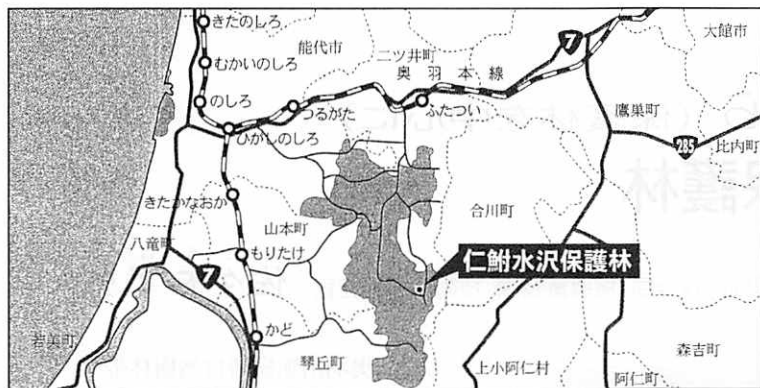 きたのしろ
能代市
二ツ井町
7
大館市
むかいのしろ
奥羽本線
のしろ
つるがた
ふたつい
鷹巣町
ひがしのしろ
285
比内町
きたかなおか
山本町
合川町
八竜町
もりたけ
仁鮒水沢保護林
7
若美町
かど
琴丘町
上小阿仁村
森吉町
阿仁町